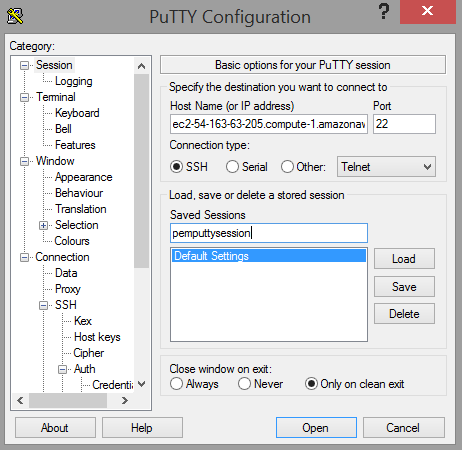 PuTTY Configuration
?
Category:
Session
Logging
Terminal
Keyboard
Bell
Features
Window
Appearance
Behaviour
Translation
Selection
Colours
Connection
Data
Proxy
SSH
Kex
Host keys
Cipher
Auth
Credentia
Basic options for your PuTTY session
Specify the destination you want to connect to
Host Name (or IP address) Port
ec2-54-163-63-205.compute-1.amazonaw 22
Connection type:
SSH Serial Other: Telnet
Load, save or delete a stored session
Saved Sessions
pemputtysession
Default Settings
Load
Save
Delete
Close window on exit:
Always Never Only on clean exit
About Help Open Cancel